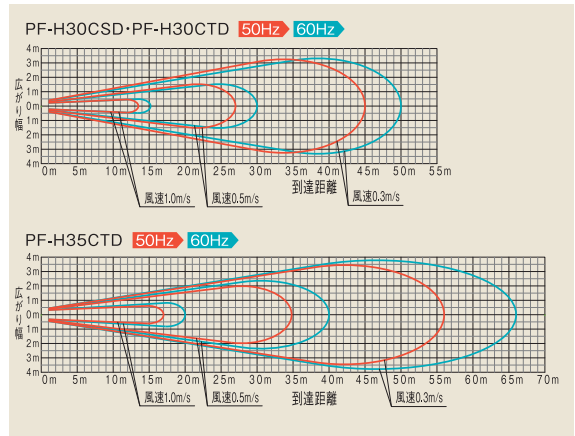 PF-H30CSD・PF-H30CTD 50Hz 60Hz
4m
3m
2m
1m
0m
1m
2m
3m
4m
広がり幅
0m 5m 10m 15m 20m 25m 30m 35m 40m 45m 50m 55m
到達距離
風速1.0m/s 風速0.5m/s 風速0.3m/s
PF-H35CTD 50Hz 60Hz
4m
3m
2m
1m
0m
1m
2m
3m
4m
広がり幅
0m 5m 10m 15m 20m 25m 30m 35m 40m 45m 50m 55m 60m 65m 70m
風速1.0m/s 風速0.5m/s 到達距離 風速0.3m/s